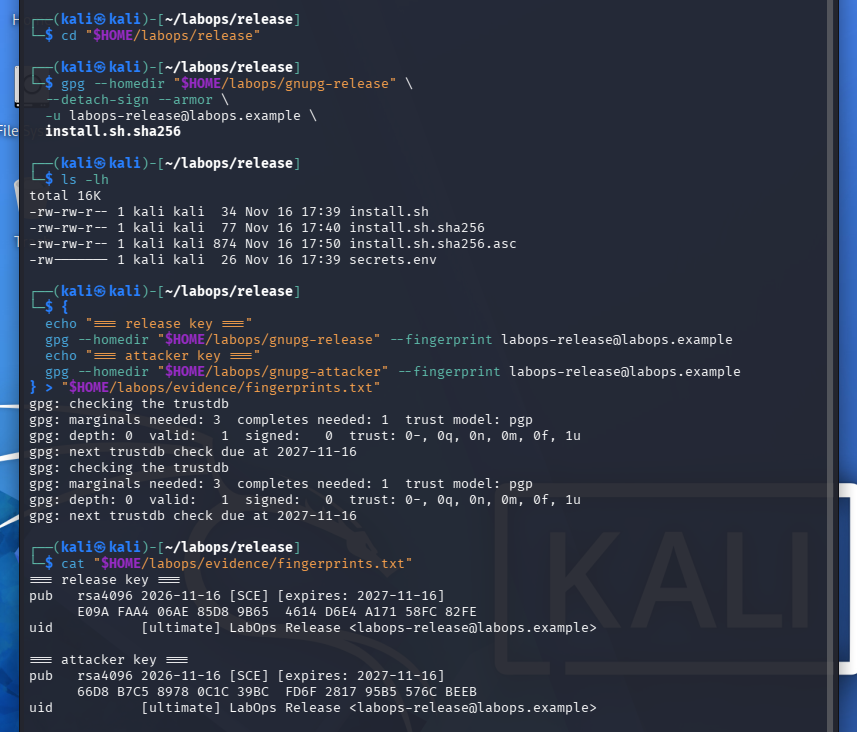 ┌──(kali㉿kali)-[~/labops/release]
└─$ cd "$HOME/labops/release"
┌──(kali㉿kali)-[~/labops/release]
└─$ gpg --homedir "$HOME/labops/gnupg-release" \
--detach-sign --armor \
-u labops-release@labops.example \
install.sh.sha256
┌──(kali㉿kali)-[~/labops/release]
└─$ ls -lh
total 16K
-rw-rw-r-- 1 kali kali  34 Nov 16 17:39 install.sh
-rw-rw-r-- 1 kali kali  77 Nov 16 17:40 install.sh.sha256
-rw-rw-r-- 1 kali kali 874 Nov 16 17:50 install.sh.sha256.asc
-rw------- 1 kali kali  26 Nov 16 17:39 secrets.env
┌──(kali㉿kali)-[~/labops/release]
└─$ {
echo "=== release key ==="
gpg --homedir "$HOME/labops/gnupg-release" --fingerprint labops-release@labops.example
echo "=== attacker key ==="
gpg --homedir "$HOME/labops/gnupg-attacker" --fingerprint labops-release@labops.example
} > "$HOME/labops/evidence/fingerprints.txt"
gpg: checking the trustdb
gpg: marginals needed: 3  completes needed: 1  trust model: pgp
gpg: depth: 0  valid:   1  signed:   0  trust: 0-, 0q, 0n, 0m, 0f, 1u
gpg: next trustdb check due at 2027-11-16
gpg: checking the trustdb
gpg: marginals needed: 3  completes needed: 1  trust model: pgp
gpg: depth: 0  valid:   1  signed:   0  trust: 0-, 0q, 0n, 0m, 0f, 1u
gpg: next trustdb check due at 2027-11-16
┌──(kali㉿kali)-[~/labops/release]
└─$ cat "$HOME/labops/evidence/fingerprints.txt"
=== release key ===
pub   rsa4096 2026-11-16 [SCE] [expires: 2027-11-16]
E09A FAA4 06AE 85D8 9B65  4614 D6E4 A171 58FC 82FE
uid           [ultimate] LabOps Release <labops-release@labops.example>
=== attacker key ===
pub   rsa4096 2026-11-16 [SCE] [expires: 2027-11-16]
66D8 B7C5 8978 0C1C 39BC  FD6F 2817 95B5 576C BEEB
uid           [ultimate] LabOps Release <labops-release@labops.example>
KALI